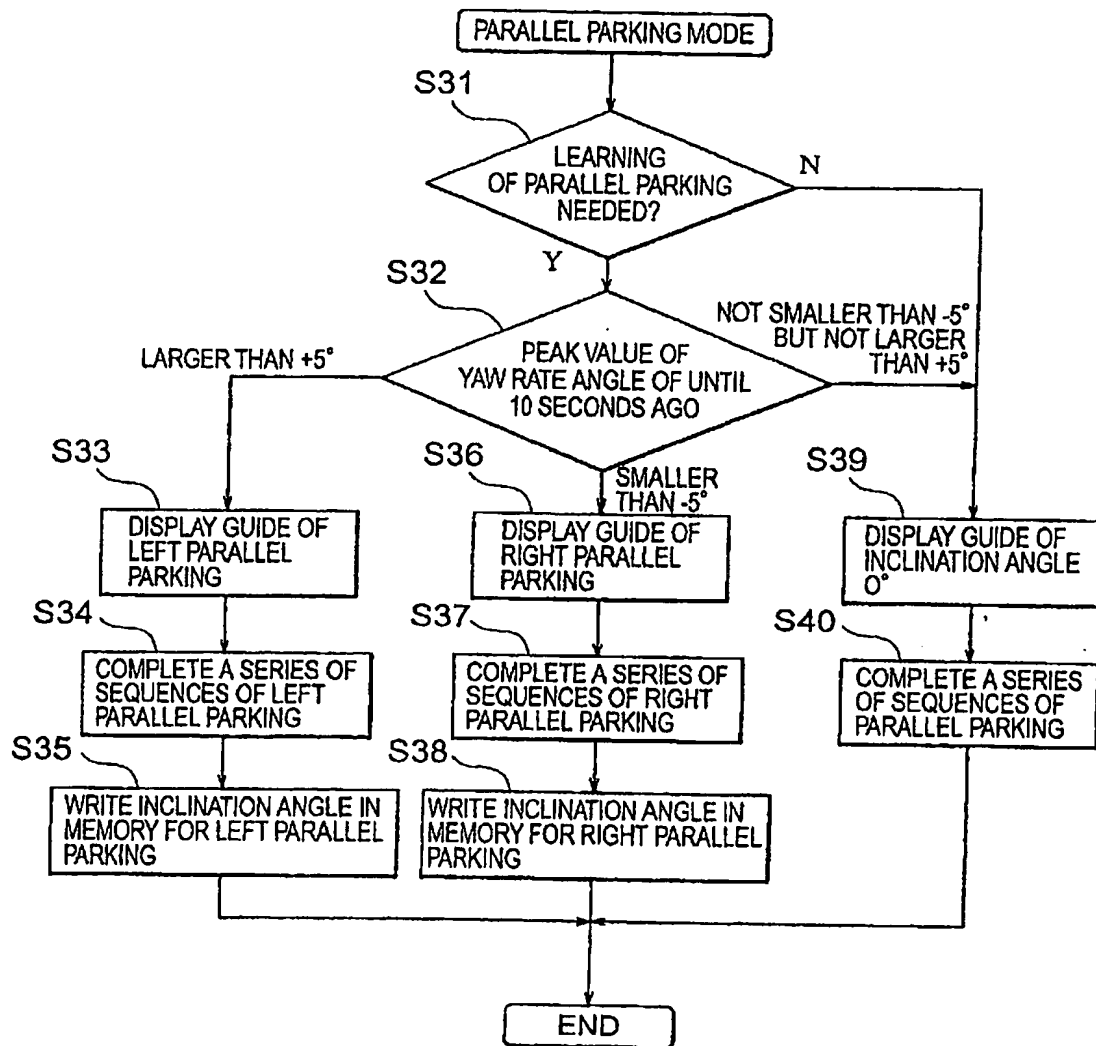 PARALLEL PARKING MODE
S31
LEARNING
OF PARALLEL PARKING
NEEDED?
N
Y
S32
PEAK VALUE OF
YAW RATE ANGLE OF UNTIL
10 SECONDS AGO
LARGER THAN +5°
NOT SMALLER THAN -5°
BUT NOT LARGER
THAN +5°
SMALLER
THAN -5°
S33
DISPLAY GUIDE OF
LEFT PARALLEL
PARKING
S36
DISPLAY GUIDE OF
RIGHT PARALLEL
PARKING
S39
DISPLAY GUIDE OF
INCLINATION ANGLE
0°
S34
COMPLETE A SERIES OF
SEQUENCES OF LEFT
PARALLEL PARKING
S37
COMPLETE A SERIES OF
SEQUENCES OF RIGHT
PARALLEL PARKING
S40
COMPLETE A SERIES
OF SEQUENCES OF
PARALLEL PARKING
S35
WRITE INCLINATION ANGLE IN
MEMORY FOR LEFT PARALLEL
PARKING
S38
WRITE INCLINATION ANGLE IN
MEMORY FOR RIGHT PARALLEL
PARKING
END